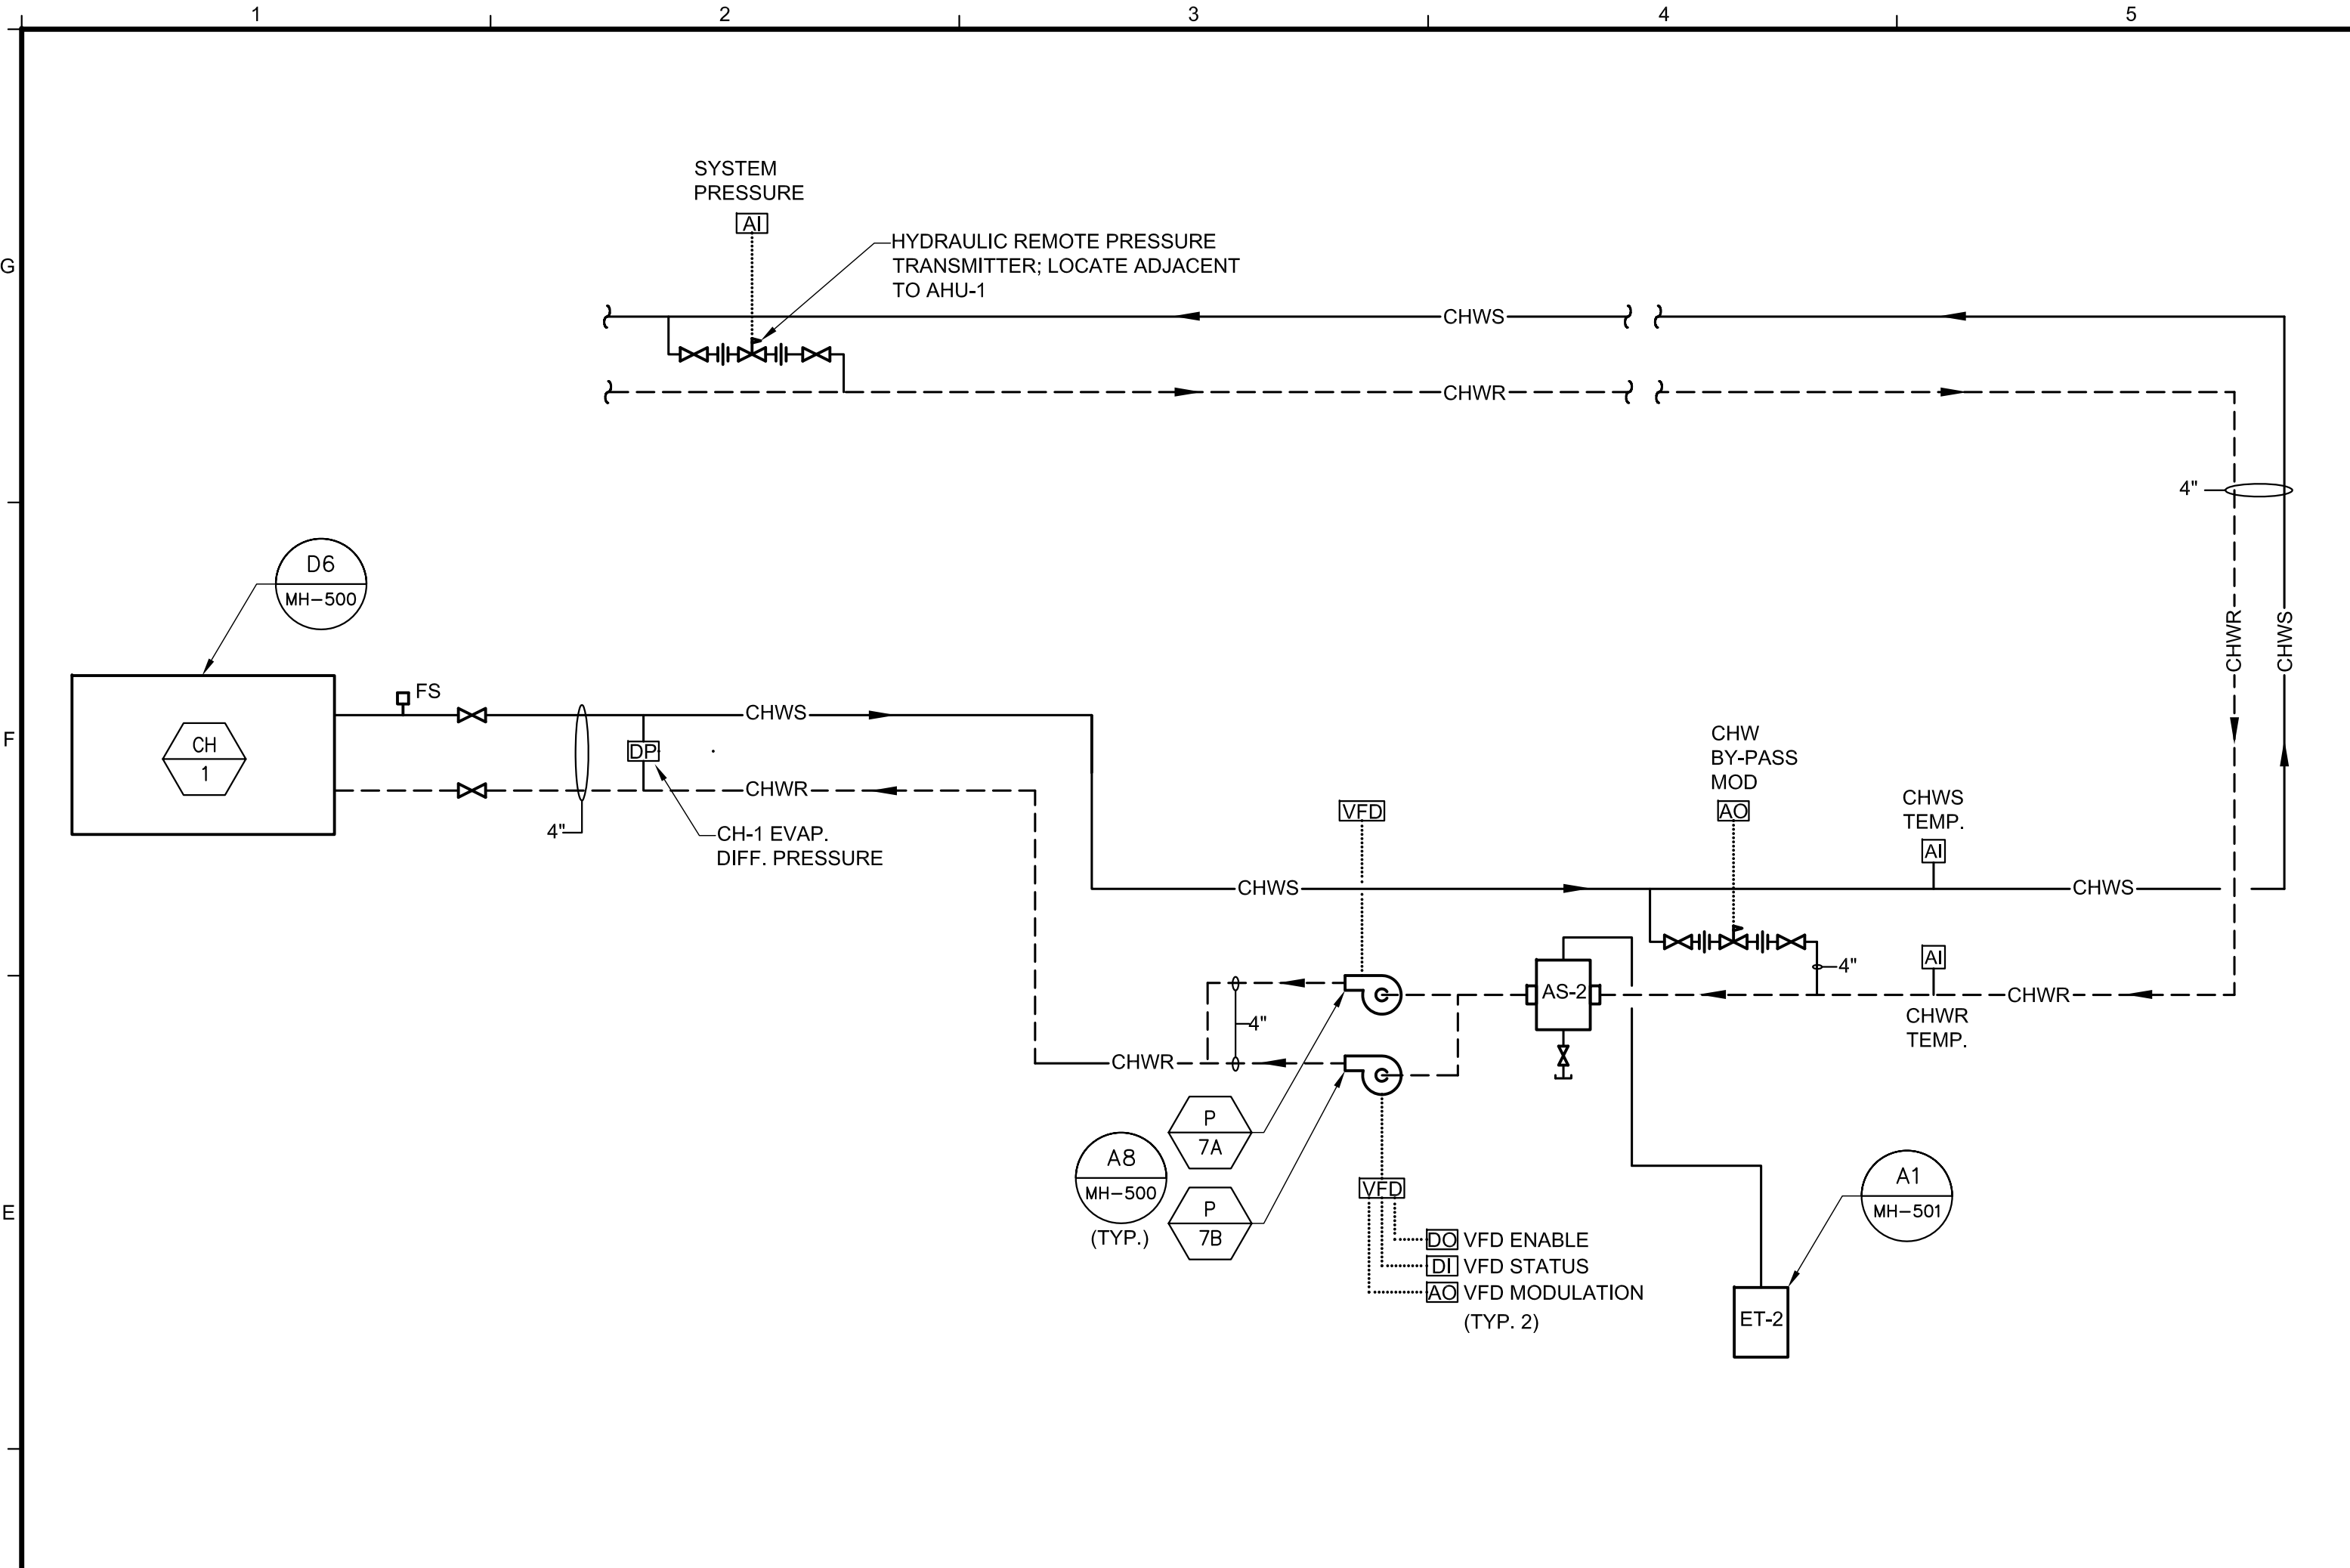 1 2 3 4 5
SYSTEM
PRESSURE
AI
HYDRAULIC REMOTE PRESSURE
TRANSMITTER; LOCATE ADJACENT
TO AHU-1
G
CHWS
CHWR
4"
D6
MH-500
CHWR
CHWS
FS
CHWS
F
CH
1
DP
CHWR
4"
CH-1 EVAP.
DIFF. PRESSURE
CHW
BY-PASS
MOD
AO
VFD
CHWS
TEMP.
AI
CHWS
CHWS
AI
4"
AS-2
CHWR
CHWR
TEMP.
4"
CHWR
P
7A
A8
MH-500
(TYP.)
P
7B
VFD
A1
MH-501
E
DO VFD ENABLE
DI VFD STATUS
AO VFD MODULATION
(TYP. 2)
ET-2